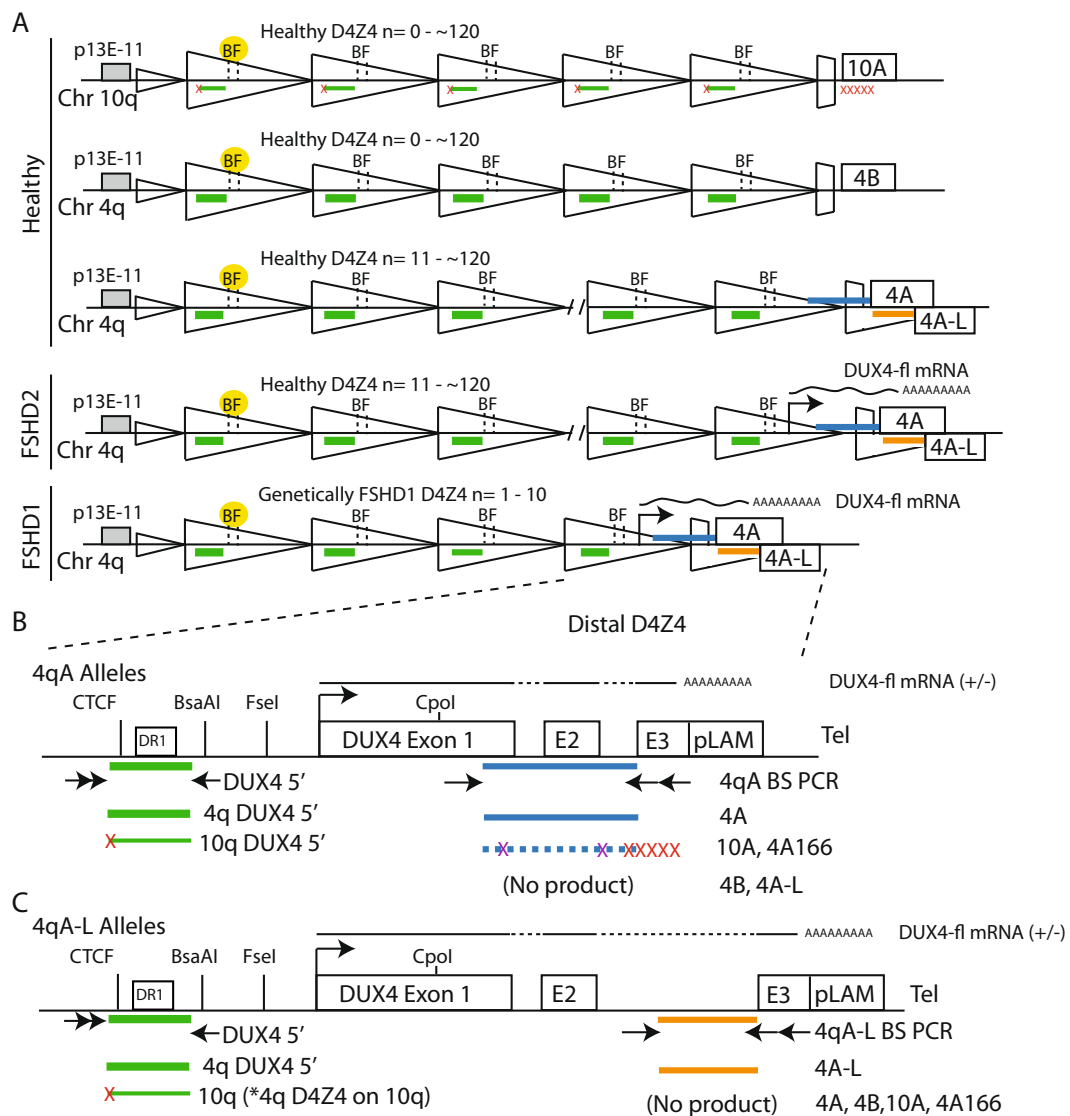 A
Healthy D4Z4 n= 0 - ~120
p13E-11 BF BF BF BF BF 10A
X X X X X XXXXX
Chr 10q
Healthy D4Z4 n= 0 - ~120
p13E-11 BF BF BF BF BF 4B
Chr 4q
Healthy
Healthy D4Z4 n= 11 - ~120
p13E-11 BF BF BF BF BF 4A
Chr 4q // 4A-L
DUX4-fl mRNA
Healthy D4Z4 n= 11 - ~120 AAAAAAAAA
p13E-11 BF BF BF BF BF 4A
Chr 4q // 4A-L
FSHD2
Genetically FSHD1 D4Z4 n= 1 - 10 AAAAAAAAA DUX4-fl mRNA
p13E-11 BF BF BF BF 4A
Chr 4q 4A-L
FSHD1
B
Distal D4Z4
4qA Alleles AAAAAAAAA DUX4-fl mRNA (+/-)
CTCF BsaAI FseI CpoI
DR1 DUX4 Exon 1 E2 E3 pLAM Tel
DUX4 5’ 4qA BS PCR
4q DUX4 5’ 4A
X 10q DUX4 5’ X X XXXXX 10A, 4A166
(No product) 4B, 4A-L
C
4qA-L Alleles AAAAAAAAA DUX4-fl mRNA (+/-)
CTCF BsaAI FseI CpoI
DR1 DUX4 Exon 1 E2 E3 pLAM Tel
DUX4 5’ 4qA-L BS PCR
4q DUX4 5’ 4A-L
X 10q (*4q D4Z4 on 10q) (No product) 4A, 4B,10A, 4A166